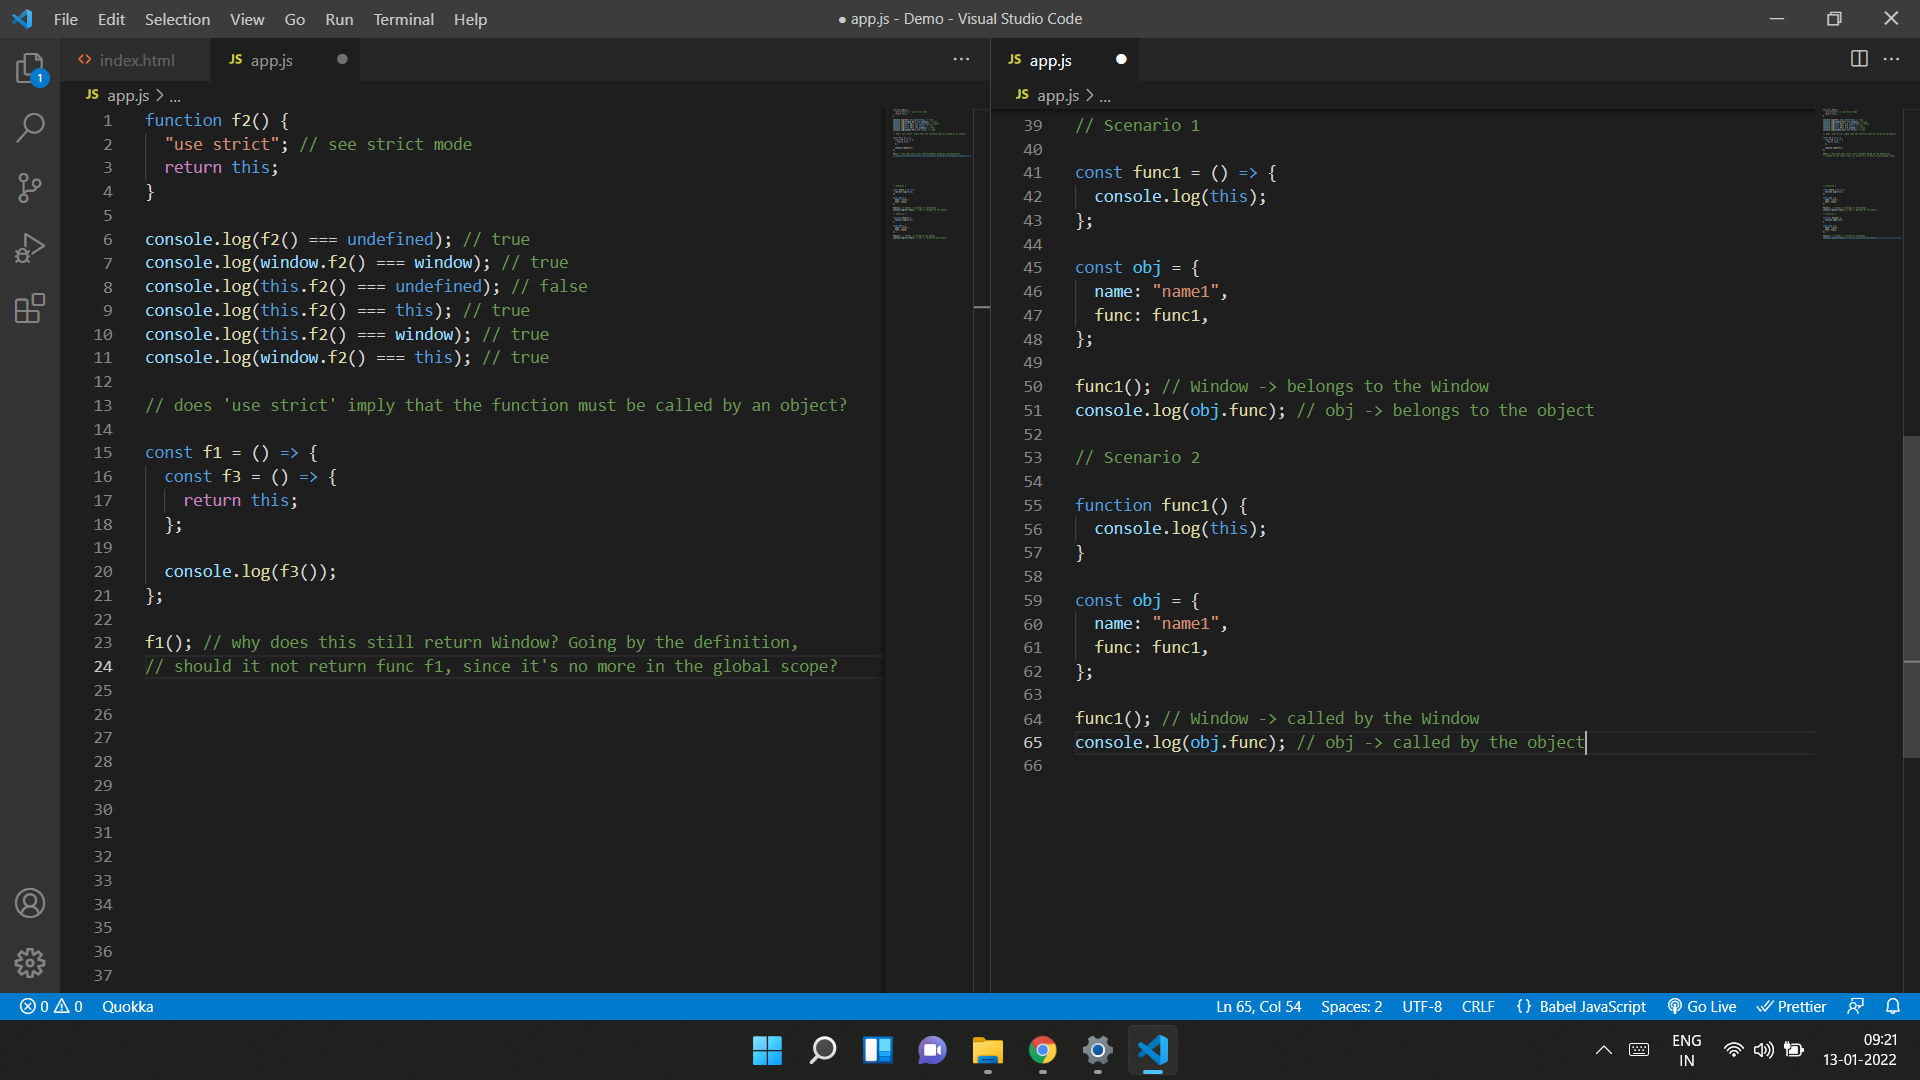 File Edit Selection View Go Run Terminal Help
● app.js - Demo - Visual Studio Code
1
<> index.html
JS app.js
JS app.js > ...
1 function f2() {
2 "use strict"; // see strict mode
3 return this;
4 }
5
6 console.log(f2() === undefined); // true
7 console.log(window.f2() === window); // true
8 console.log(this.f2() === undefined); // false
9 console.log(this.f2() === this); // true
10 console.log(this.f2() === window); // true
11 console.log(window.f2() === this); // true
12
13 // does 'use strict' imply that the function must be called by an object?
14
15 const f1 = () => {
16 const f3 = () => {
17 return this;
18 };
19
20 console.log(f3());
21 };
22
23 f1(); // why does this still return Window? Going by the definition,
24 // should it not return func f1, since it's no more in the global scope?
25
26
27
28
29
30
31
32
33
34
35
36
37
JS app.js
JS app.js > ...
39 // Scenario 1
40
41 const func1 = () => {
42 console.log(this);
43 };
44
45 const obj = {
46 name: "name1",
47 func: func1,
48 };
49
50 func1(); // Window -> belongs to the Window
51 console.log(obj.func); // obj -> belongs to the object
52
53 // Scenario 2
54
55 function func1() {
56 console.log(this);
57 }
58
59 const obj = {
60 name: "name1",
61 func: func1,
62 };
63
64 func1(); // Window -> called by the Window
65 console.log(obj.func); // obj -> called by the object
66
0 0 Quokka
Ln 65, Col 54 Spaces: 2 UTF-8 CRLF {} Babel JavaScript Go Live Prettier
ENG
IN
09:21
13-01-2022